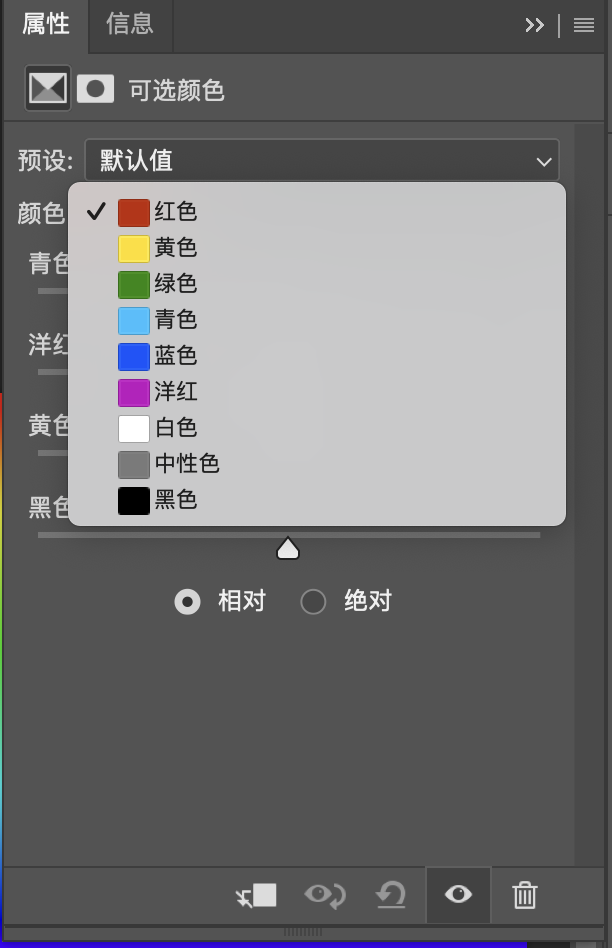 属性 信息
可选颜色
预设: 默认值
颜色
红色
黄色
青色
绿色
青色
蓝色
洋红
洋红
白色
黄色
中性色
黑色
黑色
相对 绝对